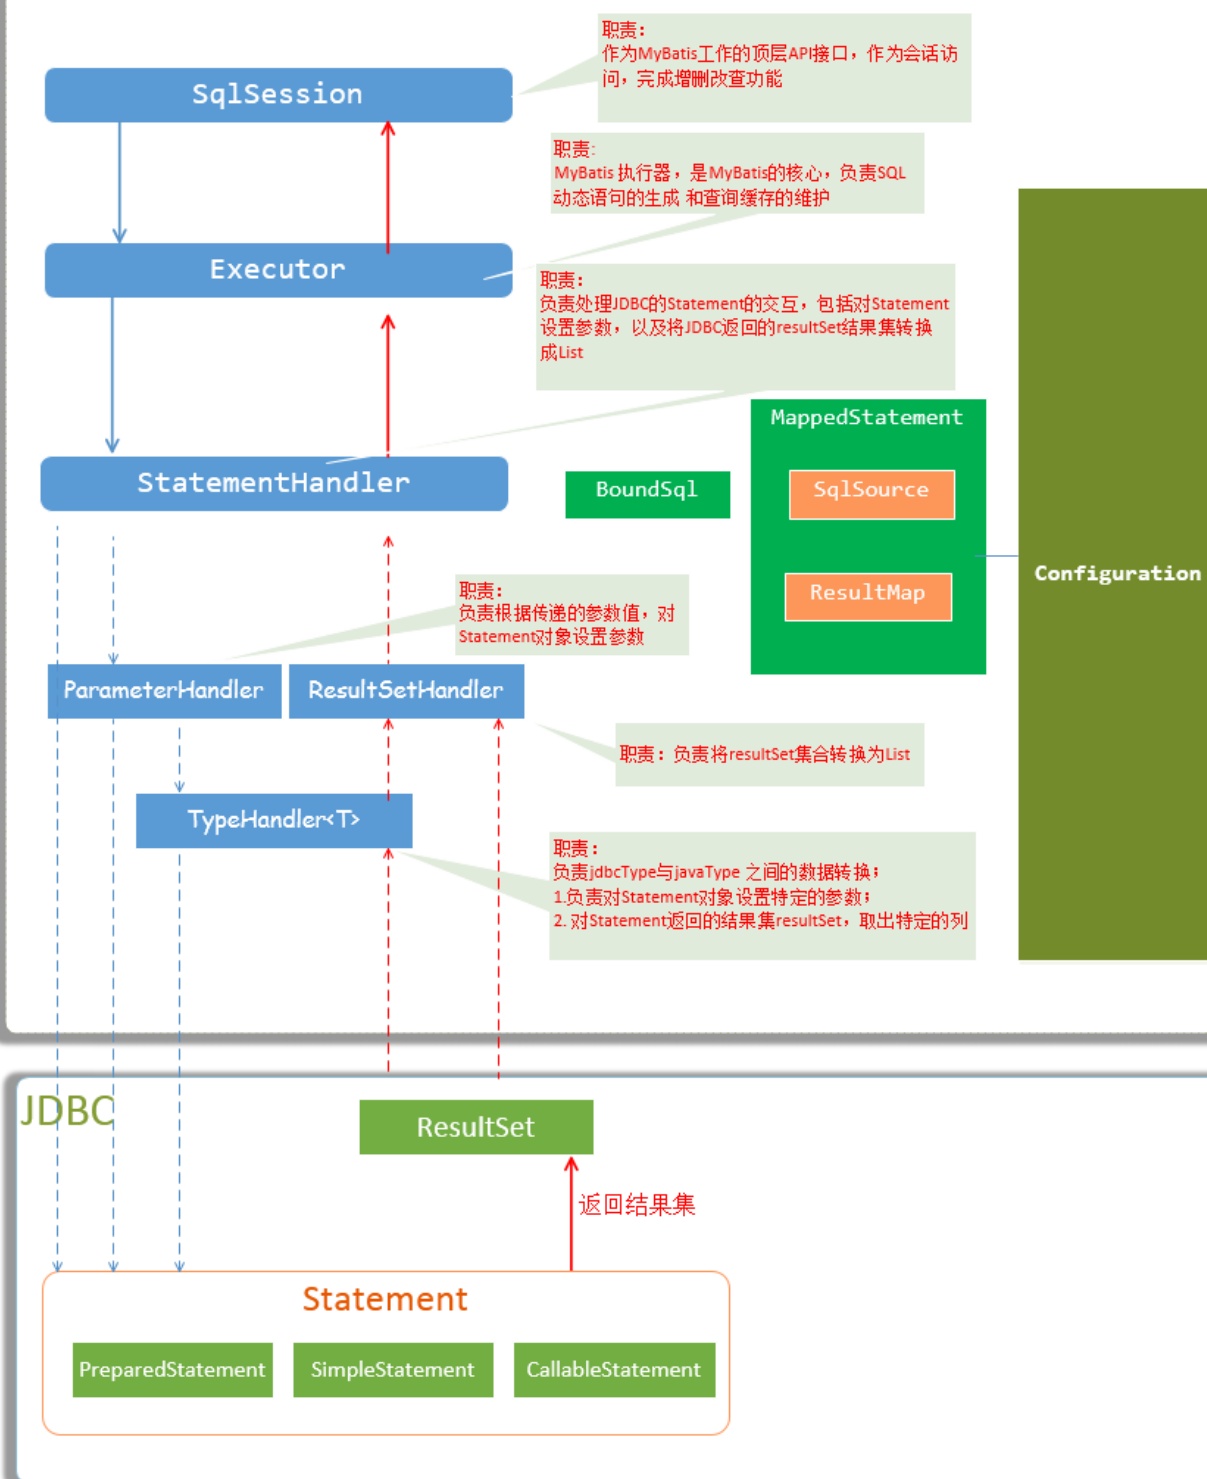 职责：
作为MyBatis工作的顶层API接口，作为会话访
问，完成增删改查功能
SqlSession
职责:
MyBatis 执行器，是MyBatis的核心，负责SQL
动态语句的生成 和查询缓存的维护
Executor
职责：
负责处理JDBC的Statement的交互，包括对Statement
设置参数，以及将JDBC返回的resultSet结果集转换
成List
MappedStatement
StatementHandler
BoundSql
SqlSource
Configuration
ResultMap
职责：
负责根据传递的参数值，对
Statement对象设置参数
ParameterHandler
ResultSetHandler
职责：负责将resultSet集合转换为List
TypeHandler<T>
职责：
负责jdbcType与javaType 之间的数据转换；
1.负责对Statement对象设置特定的参数；
2. 对Statement返回的结果集resultSet，取出特定的列
JDBC
ResultSet
返回结果集
Statement
PreparedStatement
SimpleStatement
CallableStatement